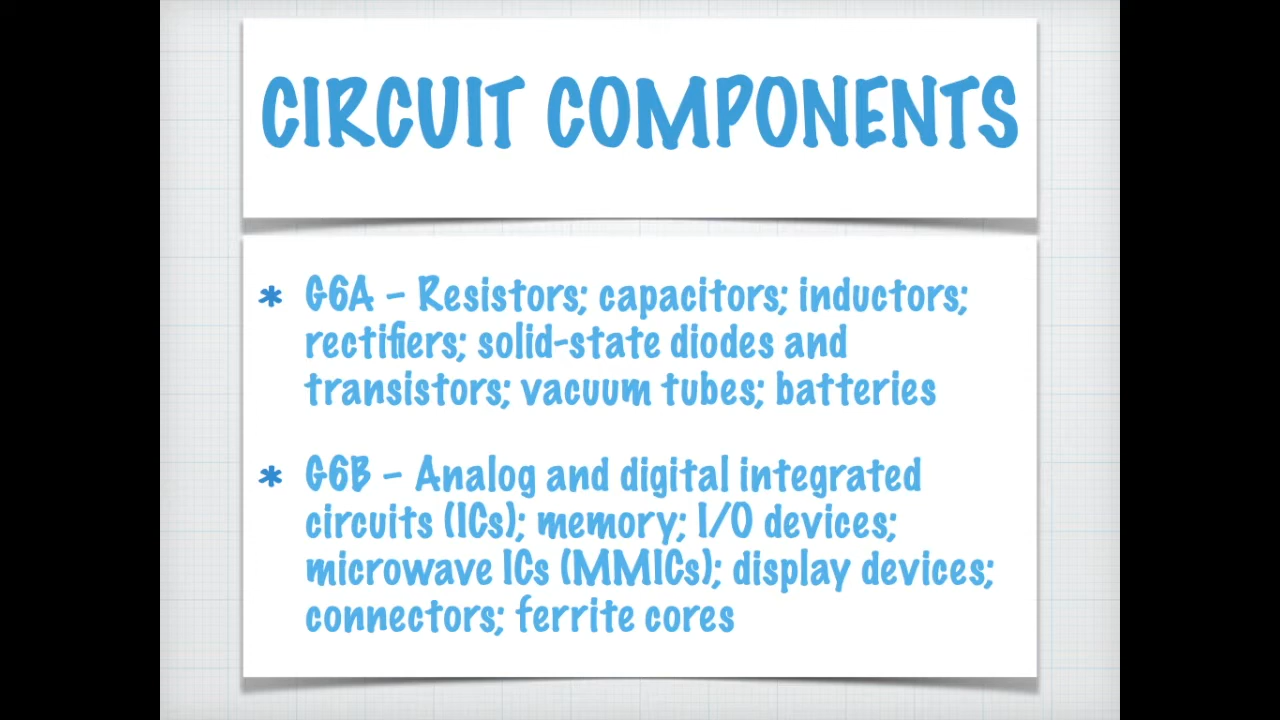 CIRCUIT COMPONENTS
* G6A – Resistors; capacitors; inductors;
rectifiers; solid-state diodes and
transistors; vacuum tubes; batteries
* G6B – Analog and digital integrated
circuits (ICs); memory; I/O devices;
microwave ICs (MMICs); display devices;
connectors; ferrite cores